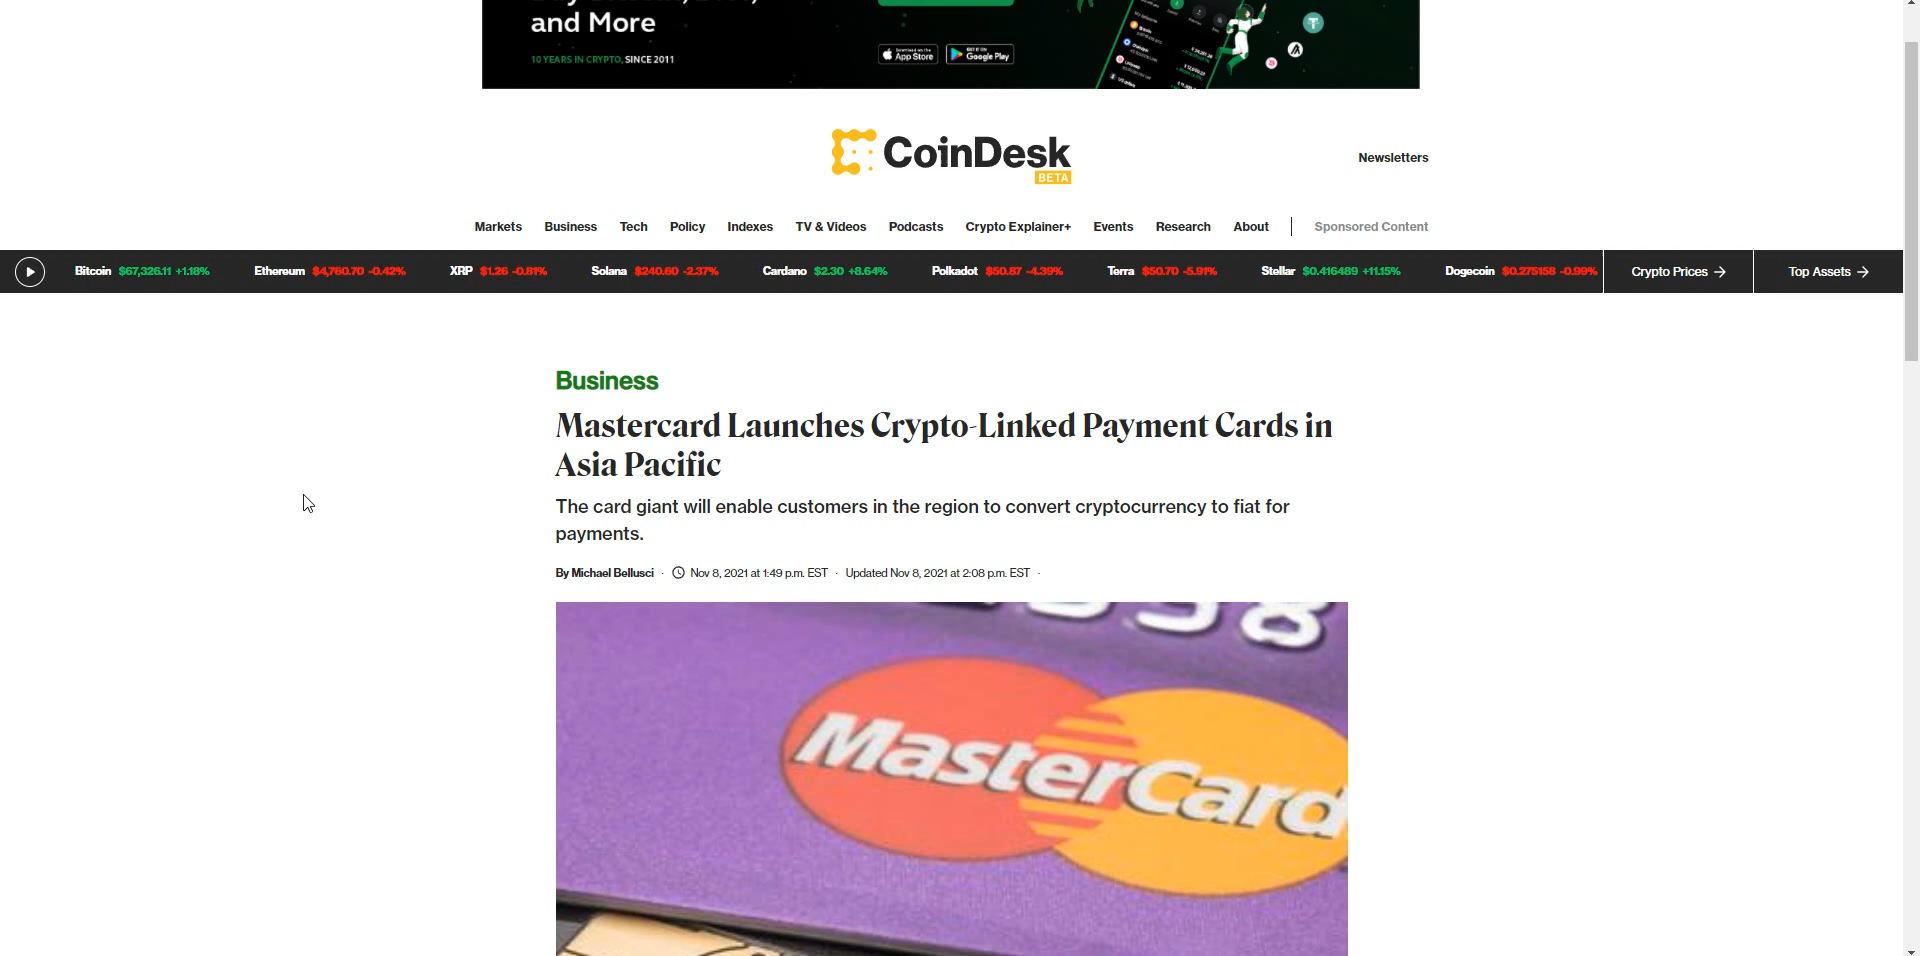 and More
10 YEARS IN CRYPTO, SINCE 2011
Download on the App Store
GET IT ON Google Play
CoinDesk
BETA
Newsletters
Markets Business Tech Policy Indexes TV & Videos Podcasts Crypto Explainer+ Events Research About Sponsored Content
Bitcoin $67,326.11 +1.18% Ethereum $4,760.70 -0.42% XRP $1.26 -0.81% Solana $240.60 -2.37% Cardano $2.30 +8.64% Polkadot $50.87 -4.39% Terra $50.70 -5.91% Stellar $0.416489 +11.15% Dogecoin $0.275158 -0.99% Crypto Prices → Top Assets →
Business
Mastercard Launches Crypto-Linked Payment Cards in
Asia Pacific
The card giant will enable customers in the region to convert cryptocurrency to fiat for
payments.
By Michael Bellusci · Nov 8, 2021 at 1:49 p.m. EST · Updated Nov 8, 2021 at 2:08 p.m. EST ·
MasterCard